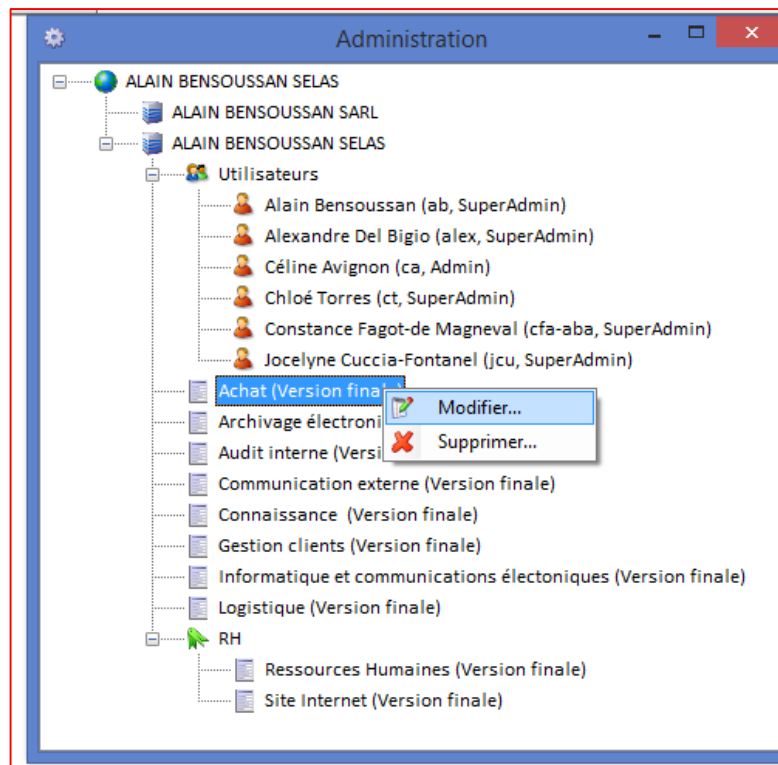 Administration
ALAIN BENSOUSSAN SELAS
ALAIN BENSOUSSAN SARL
ALAIN BENSOUSSAN SELAS
Utilisateurs
Alain Bensoussan (ab, SuperAdmin)
Alexandre Del Bigio (alex, SuperAdmin)
Céline Avignon (ca, Admin)
Chloé Torres (ct, SuperAdmin)
Constance Fagot-de Magneval (cfa-aba, SuperAdmin)
Jocelyne Cuccia-Fontanel (jcu, SuperAdmin)
Achat (Version finale)
Modifier...
Archivage électroni
Supprimer...
Audit interne (Versi
Communication externe (Version finale)
Connaissance (Version finale)
Gestion clients (Version finale)
Informatique et communications électoniques (Version finale)
Logistique (Version finale)
RH
Ressources Humaines (Version finale)
Site Internet (Version finale)